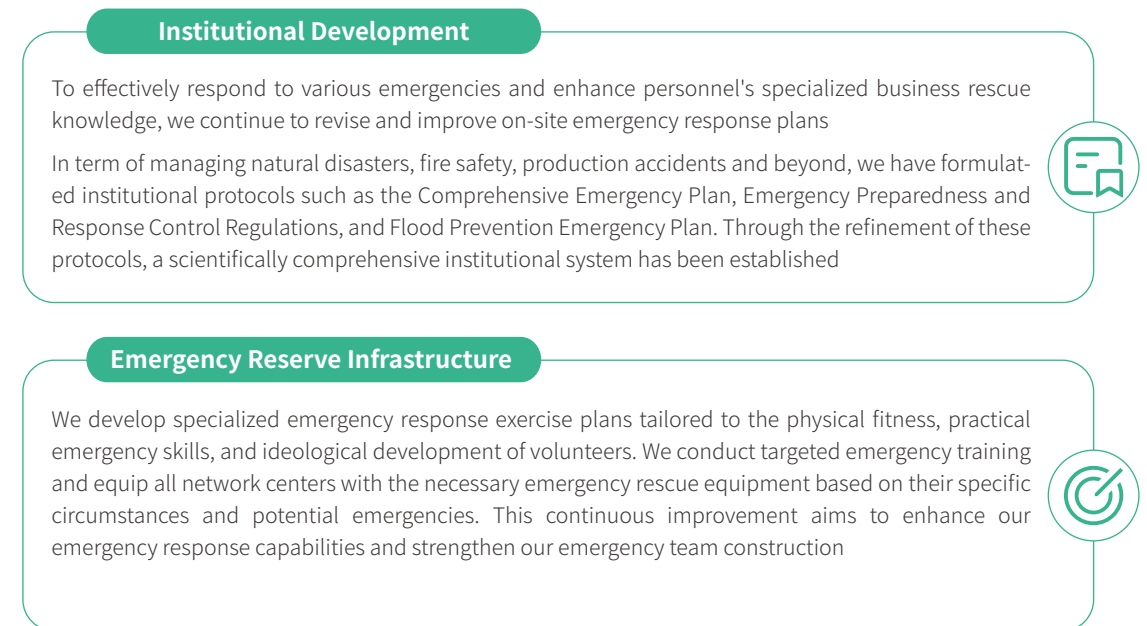 Institutional Development
To effectively respond to various emergencies and enhance personnel's specialized business rescue
knowledge, we continue to revise and improve on-site emergency response plans
In term of managing natural disasters, fire safety, production accidents and beyond, we have formulat-
ed institutional protocols such as the Comprehensive Emergency Plan, Emergency Preparedness and
Response Control Regulations, and Flood Prevention Emergency Plan. Through the refinement of these
protocols, a scientifically comprehensive institutional system has been established
Emergency Reserve Infrastructure
We develop specialized emergency response exercise plans tailored to the physical fitness, practical
emergency skills, and ideological development of volunteers. We conduct targeted emergency training
and equip all network centers with the necessary emergency rescue equipment based on their specific
circumstances and potential emergencies. This continuous improvement aims to enhance our
emergency response capabilities and strengthen our emergency team construction